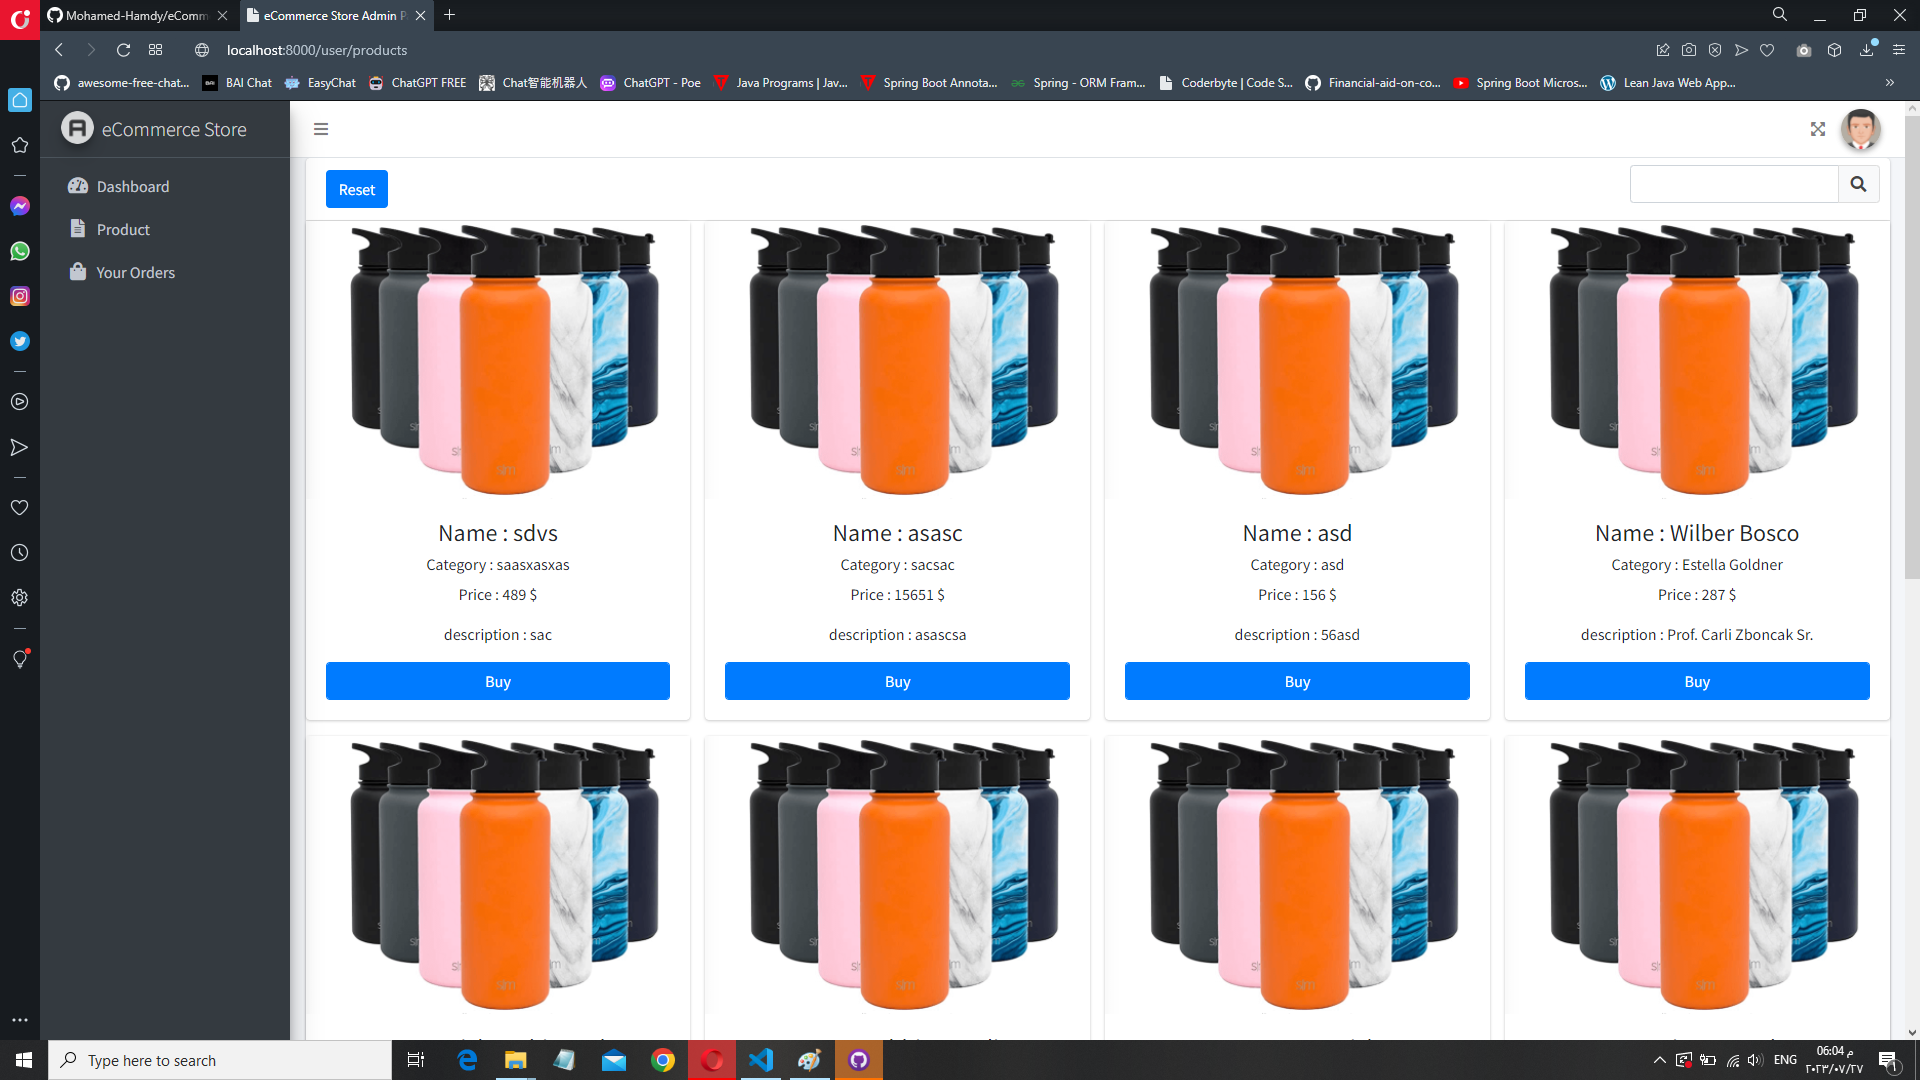 Mohamed-Hamdy/eComm
eCommerce Store Admin P
localhost:8000/user/products
awesome-free-chat...
BAI Chat
EasyChat
ChatGPT FREE
Chat智能机器人
ChatGPT - Poe
Java Programs | Jav...
Spring Boot Annota...
Spring - ORM Fram...
Coderbyte | Code S...
Financial-aid-on-co...
Spring Boot Micros...
Lean Java Web App...
eCommerce Store
Dashboard
Product
Your Orders
Reset
Name : sdvs
Category : saasxasxas
Price : 489 $
description : sac
Buy
Name : asasc
Category : sacsac
Price : 15651 $
description : asascsa
Buy
Name : asd
Category : asd
Price : 156 $
description : 56asd
Buy
Name : Wilber Bosco
Category : Estella Goldner
Price : 287 $
description : Prof. Carli Zboncak Sr.
Buy
Type here to search
ENG
06:04 م
٢٠٢٣/٠٧/٢٧